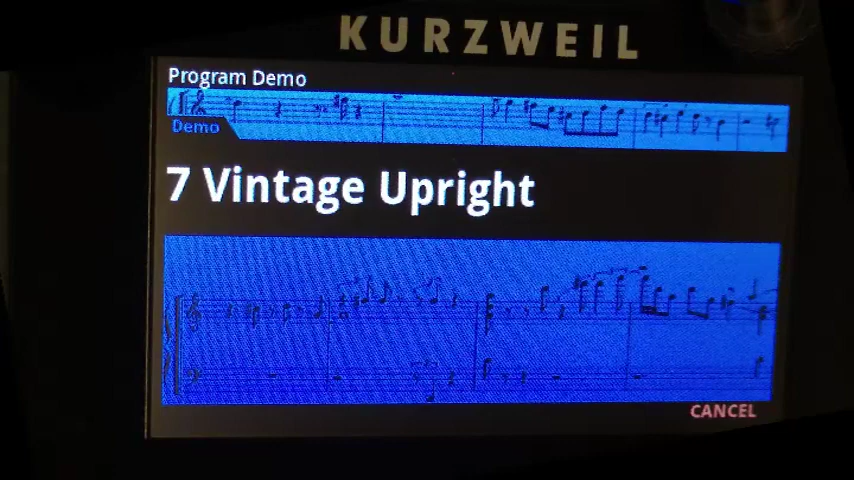 KURZWEIL
Program Demo
Demo
7 Vintage Upright
CANCEL